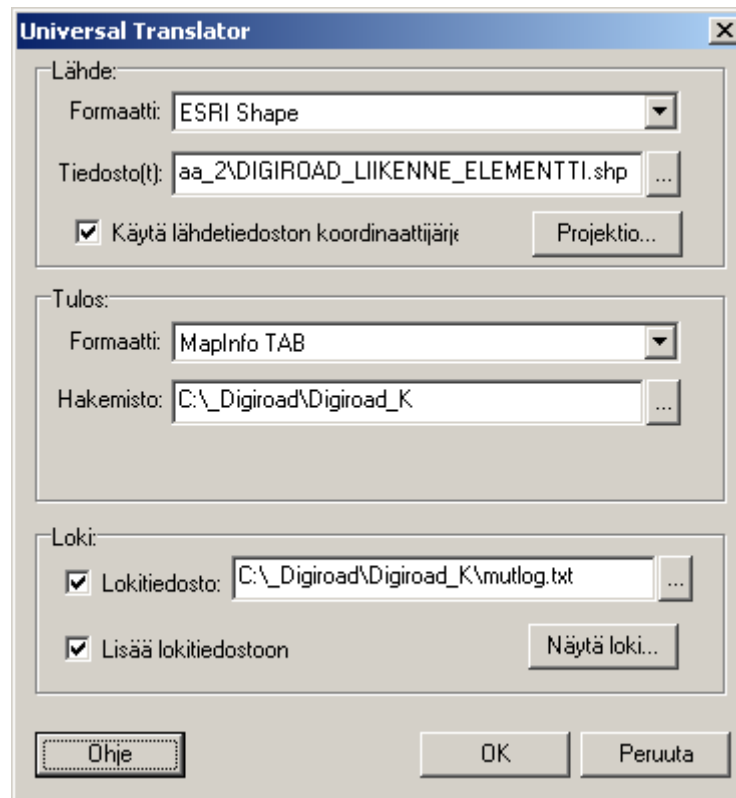 Universal Translator
Lähde:
Formaatti: ESRI Shape
Tiedosto(t): aa_2\DIGIROAD_LIIKENNE_ELEMENTTI.shp ...
Käytä lähdetiedoston koordinaattijärje Projektio...
Tulos:
Formaatti: MapInfo TAB
Hakemisto: C:\_Digiroad\Digiroad_K ...
Loki:
Lokitiedosto: C:\_Digiroad\Digiroad_K\mutlog.txt ...
Lisää lokitiedostoon Näytä loki...
Ohje OK Peruuta